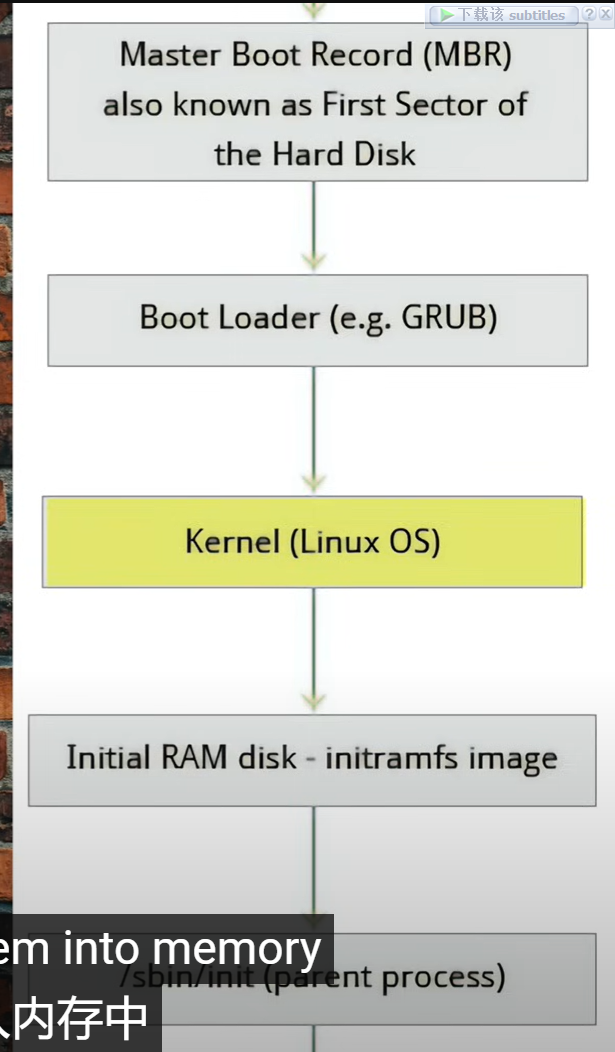 下载该 subtitles ? X
Master Boot Record (MBR)
also known as First Sector of
the Hard Disk
Boot Loader (e.g. GRUB)
Kernel (Linux OS)
Initial RAM disk - initramfs image
em into memory
/sbin/init (parent process)
内存中